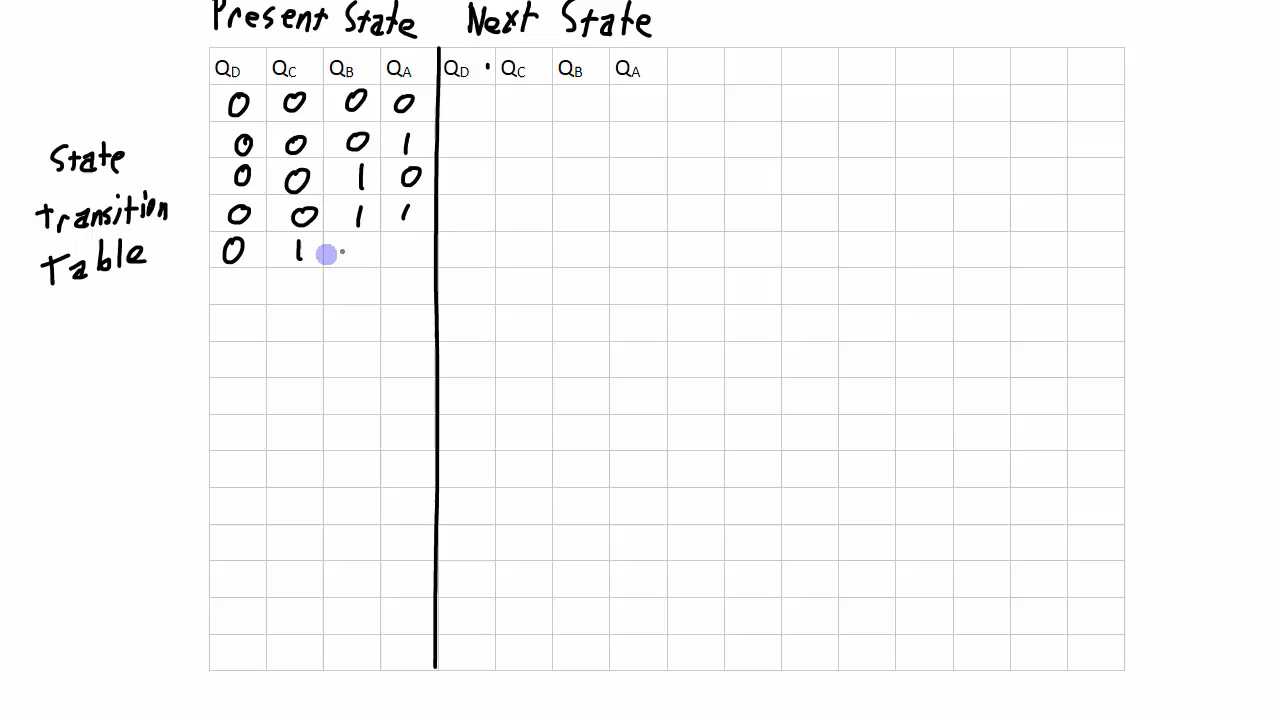 Present State Next State
QD QC QB QA QD QC QB QA
0 0 0 0
0 0 0 1
0 0 1 0
0 0 1 1
0 1
State
transition
Table